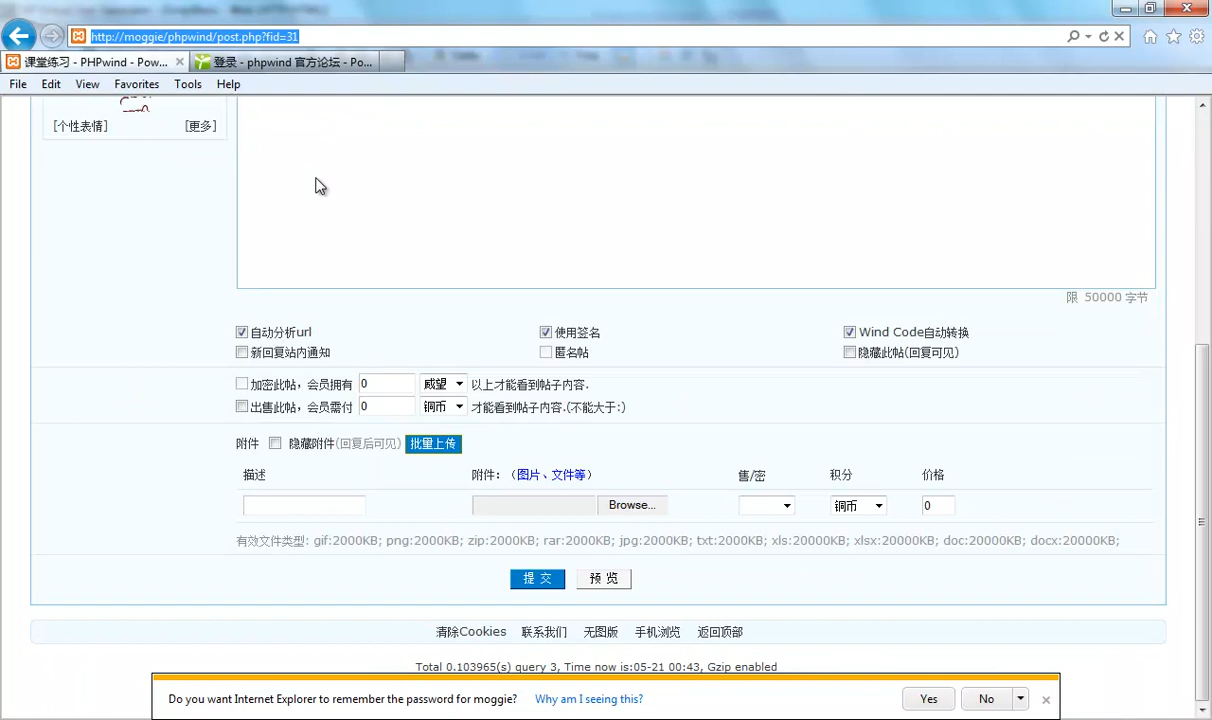 http://moggie/phpwind/post.php?fid=31
课堂练习 - PHPwind - Pow... 登录 - phpwind 官方论坛 - Po...
File Edit View Favorites Tools Help
[个性表情] [更多]
限 50000 字节
自动分析url 使用签名 Wind Code自动转换
新回复站内通知 匿名帖 隐藏此帖(回复可见)
加密此帖，会员拥有 0 威望 以上才能看到帖子内容.
出售此帖，会员需付 0 铜币 才能看到帖子内容.(不能大于:)
附件 隐藏附件(回复后可见) 批量上传
描述 附件：（图片、文件等） 售/密 积分 价格
Browse... 铜币 0
有效文件类型: gif:2000KB; png:2000KB; zip:2000KB; rar:2000KB; jpg:2000KB; txt:2000KB; xls:20000KB; xlsx:20000KB; doc:20000KB; docx:20000KB;
提 交 预 览
清除Cookies 联系我们 无图版 手机浏览 返回顶部
Total 0.103965(s) query 3, Time now is:05-21 00:43, Gzip enabled
Do you want Internet Explorer to remember the password for moggie? Why am I seeing this? Yes No